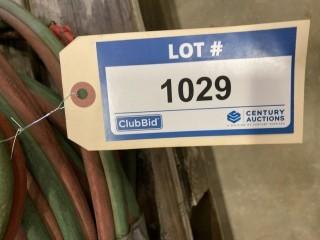 LOT #
1029
ClubBid
CENTURY
AUCTIONS